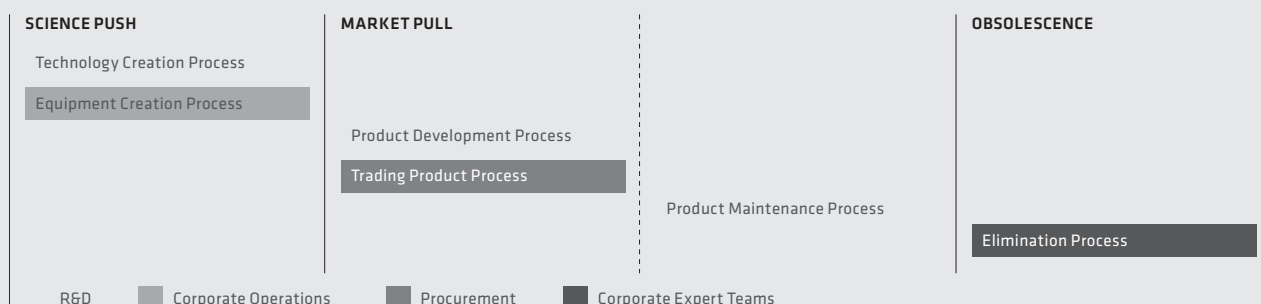 SCIENCE PUSH
Technology Creation Process
Equipment Creation Process
MARKET PULL
Product Development Process
Trading Product Process
Product Maintenance Process
OBSOLESCENCE
Elimination Process
R&D Corporate Operations Procurement Corporate Expert Teams